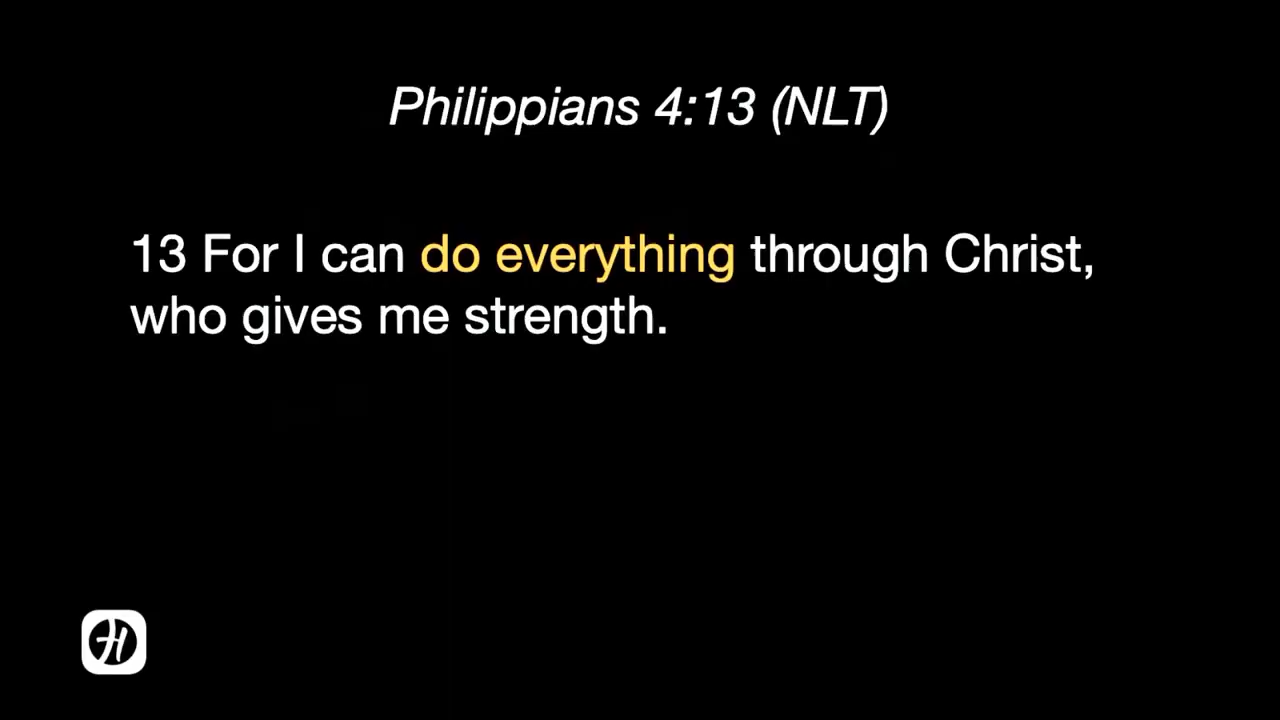 Philippians 4:13 (NLT)
13 For I can do everything through Christ,
who gives me strength.
H